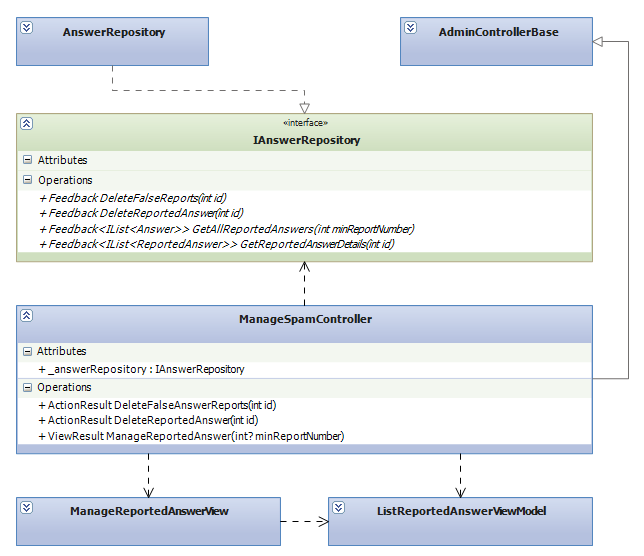 AnswerRepository
AdminControllerBase
«interface»
IAnswerRepository
Attributes
Operations
+ Feedback DeleteFalseReports(int id)
+ Feedback DeleteReportedAnswer(int id)
+ Feedback<IList<Answer>> GetAllReportedAnswers(int minReportNumber)
+ Feedback<IList<ReportedAnswer>> GetReportedAnswerDetails(int id)
ManageSpamController
Attributes
+ _answerRepository : IAnswerRepository
Operations
+ ActionResult DeleteFalseAnswerReports(int id)
+ ActionResult DeleteReportedAnswer(int id)
+ ViewResult ManageReportedAnswer(int? minReportNumber)
ManageReportedAnswerView
ListReportedAnswerViewModel